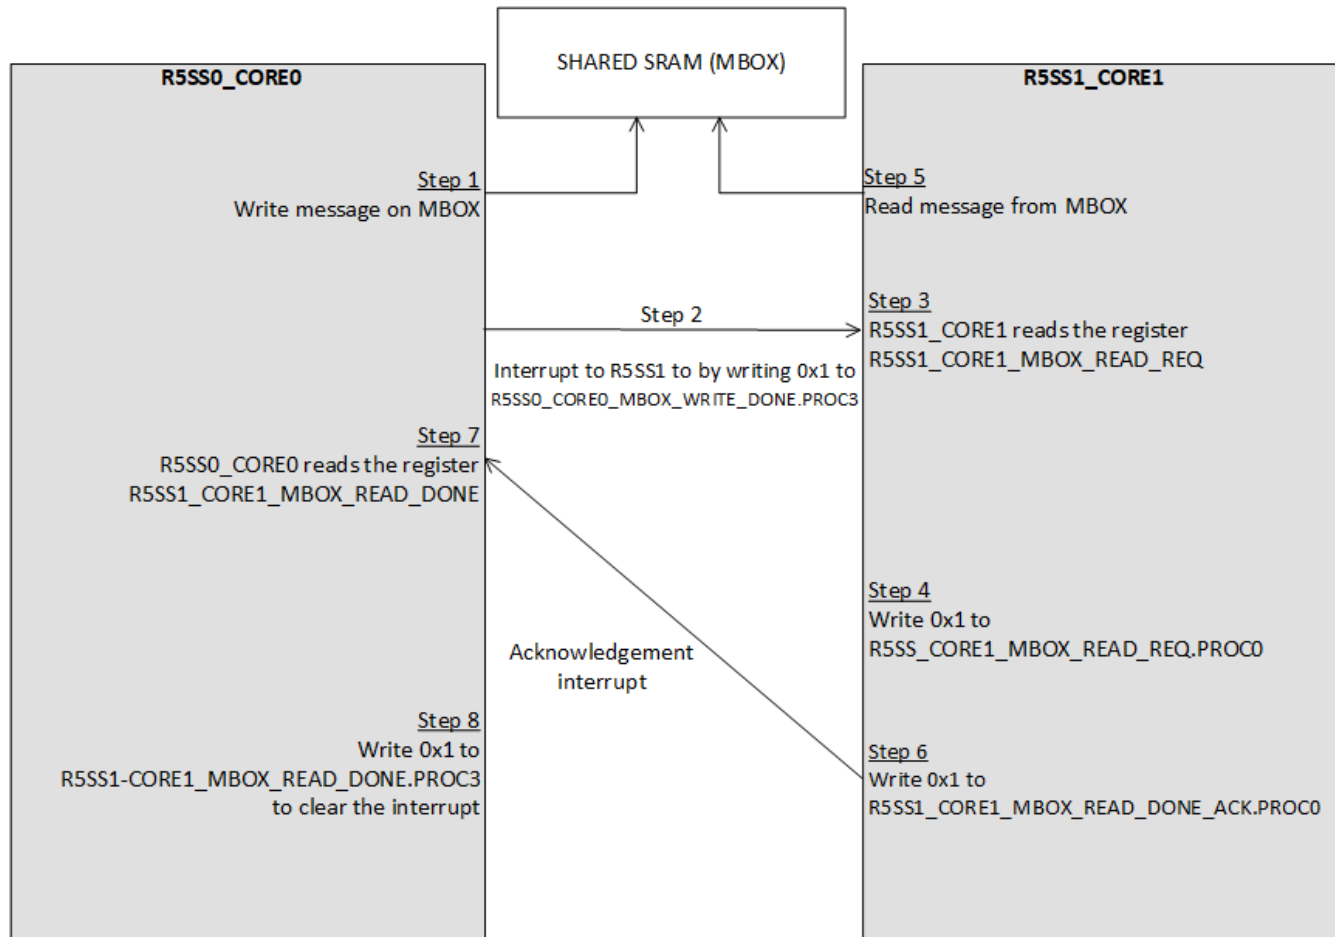 SHARED SRAM (MBOX)
R5SS0_CORE0
R5SS1_CORE1
Step 1
Write message on MBOX
Step 5
Read message from MBOX
Step 2
Interrupt to R5SS1 to by writing 0x1 to
R5SS0_CORE0_MBOX_WRITE_DONE.PROC3
Step 3
R5SS1_CORE1 reads the register
R5SS1_CORE1_MBOX_READ_REQ
Step 7
R5SS0_CORE0 reads the register
R5SS1_CORE1_MBOX_READ_DONE
Step 4
Write 0x1 to
R5SS_CORE1_MBOX_READ_REQ.PROC0
Acknowledgement
interrupt
Step 8
Write 0x1 to
R5SS1-CORE1_MBOX_READ_DONE.PROC3
to clear the interrupt
Step 6
Write 0x1 to
R5SS1_CORE1_MBOX_READ_DONE_ACK.PROC0